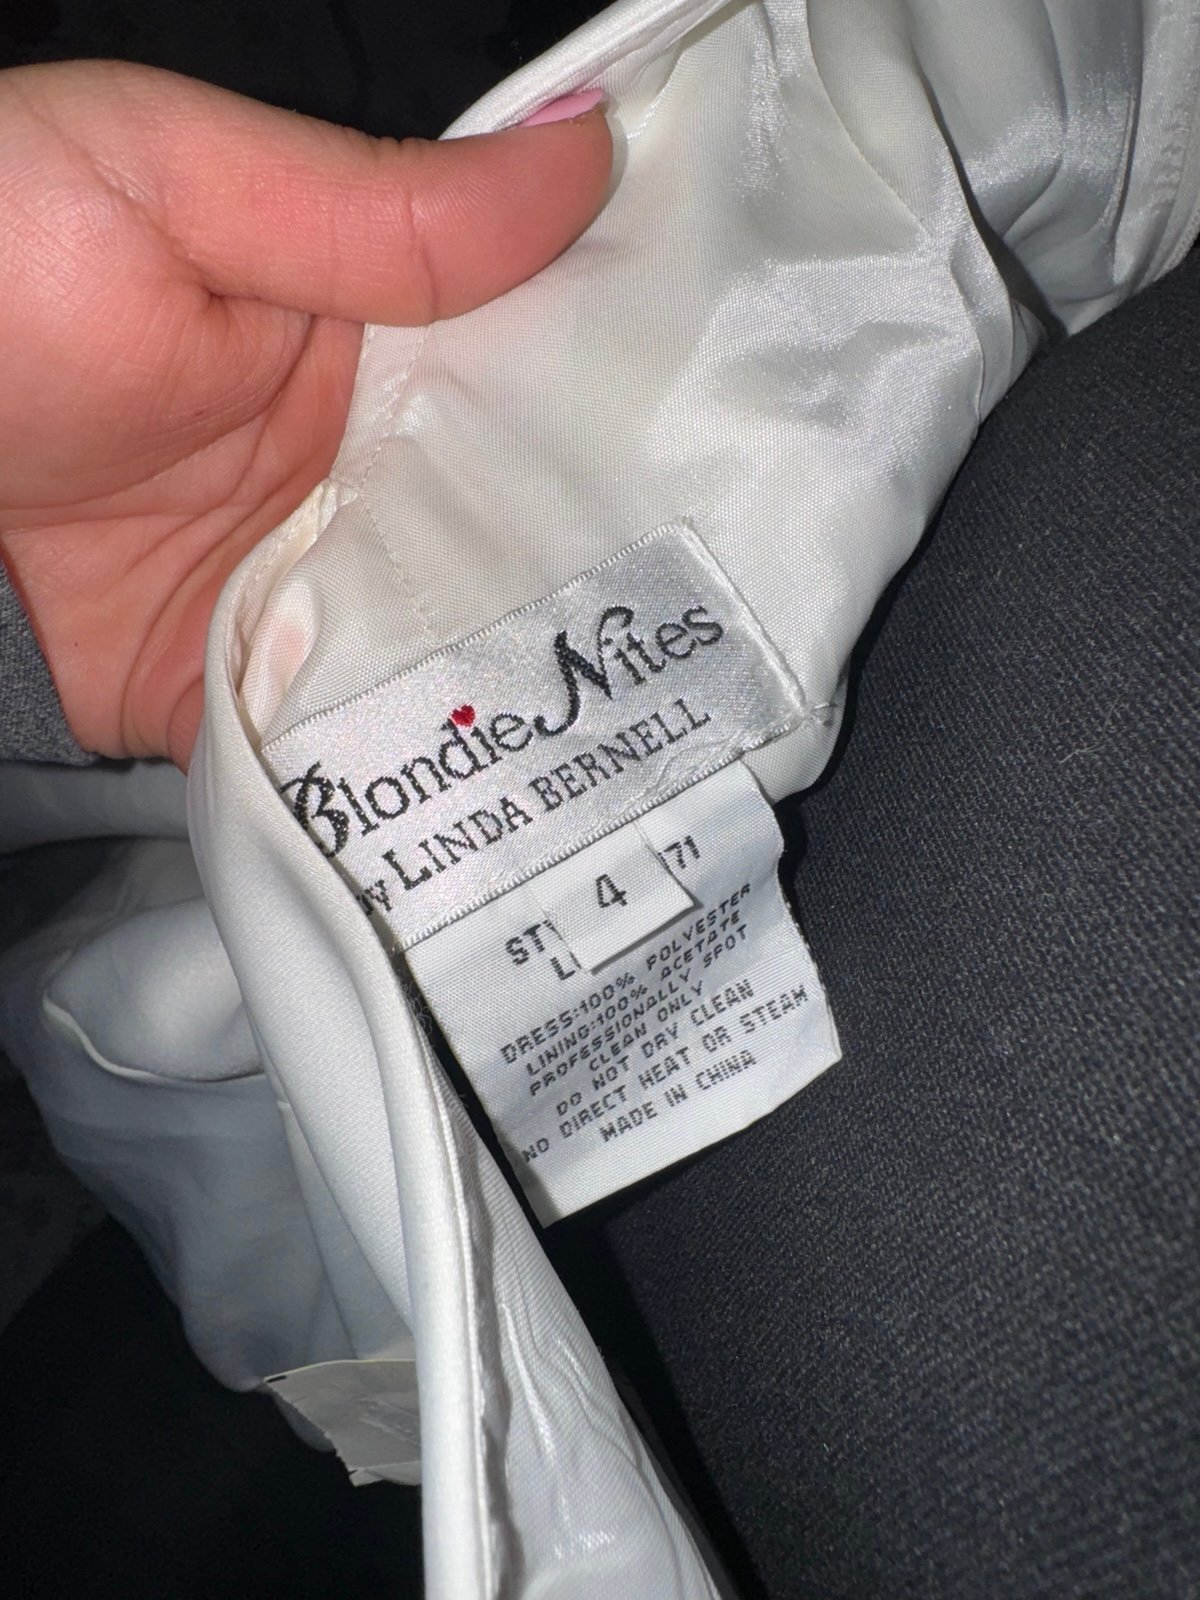 Blondie Nites
BY LINDA BERNELL
4
71
DRESS:100% POLYESTER
LINING:100% ACETATE
PROFESSIONALLY SPOT
CLEAN ONLY
DO NOT DRY CLEAN
NO DIRECT HEAT OR STEAM
MADE IN CHINA